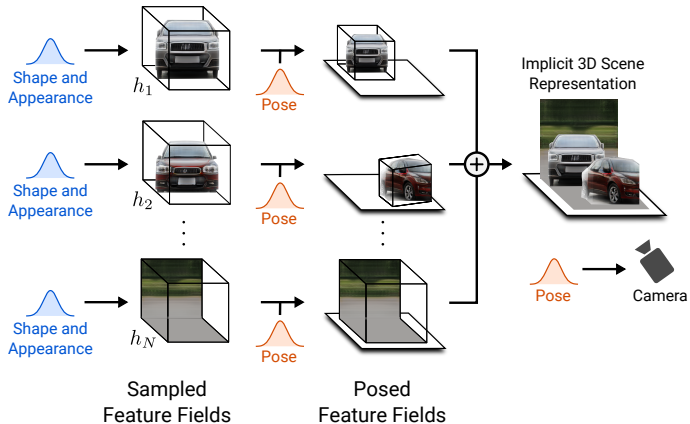 Shape and
Appearance
h1
Pose
Implicit 3D Scene
Representation
Shape and
Appearance
h2
Pose
Shape and
Appearance
hN
Pose
Pose
Camera
Sampled
Feature Fields
Posed
Feature Fields